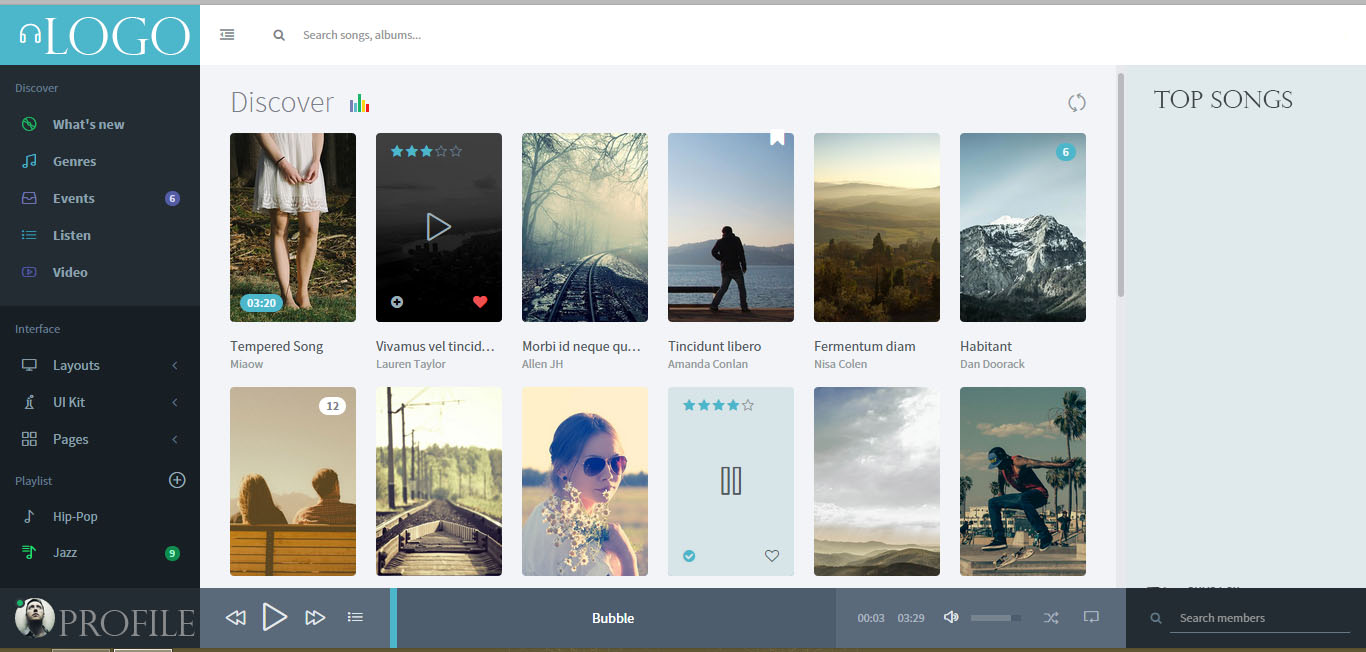 LOGO
Search songs, albums...
Discover
What's new
Genres
Events 6
Listen
Video
Interface
Layouts
UI Kit
Pages
Playlist
Hip-Pop
Jazz 9
PROFILE
Discover
6
03:20
Tempered Song
Miaow
Vivamus vel tincid...
Lauren Taylor
Morbi id neque qu...
Allen JH
Tincidunt libero
Amanda Conlan
Fermentum diam
Nisa Colen
Habitant
Dan Doorack
12
TOP SONGS
Bubble
00:03 03:29
Search members